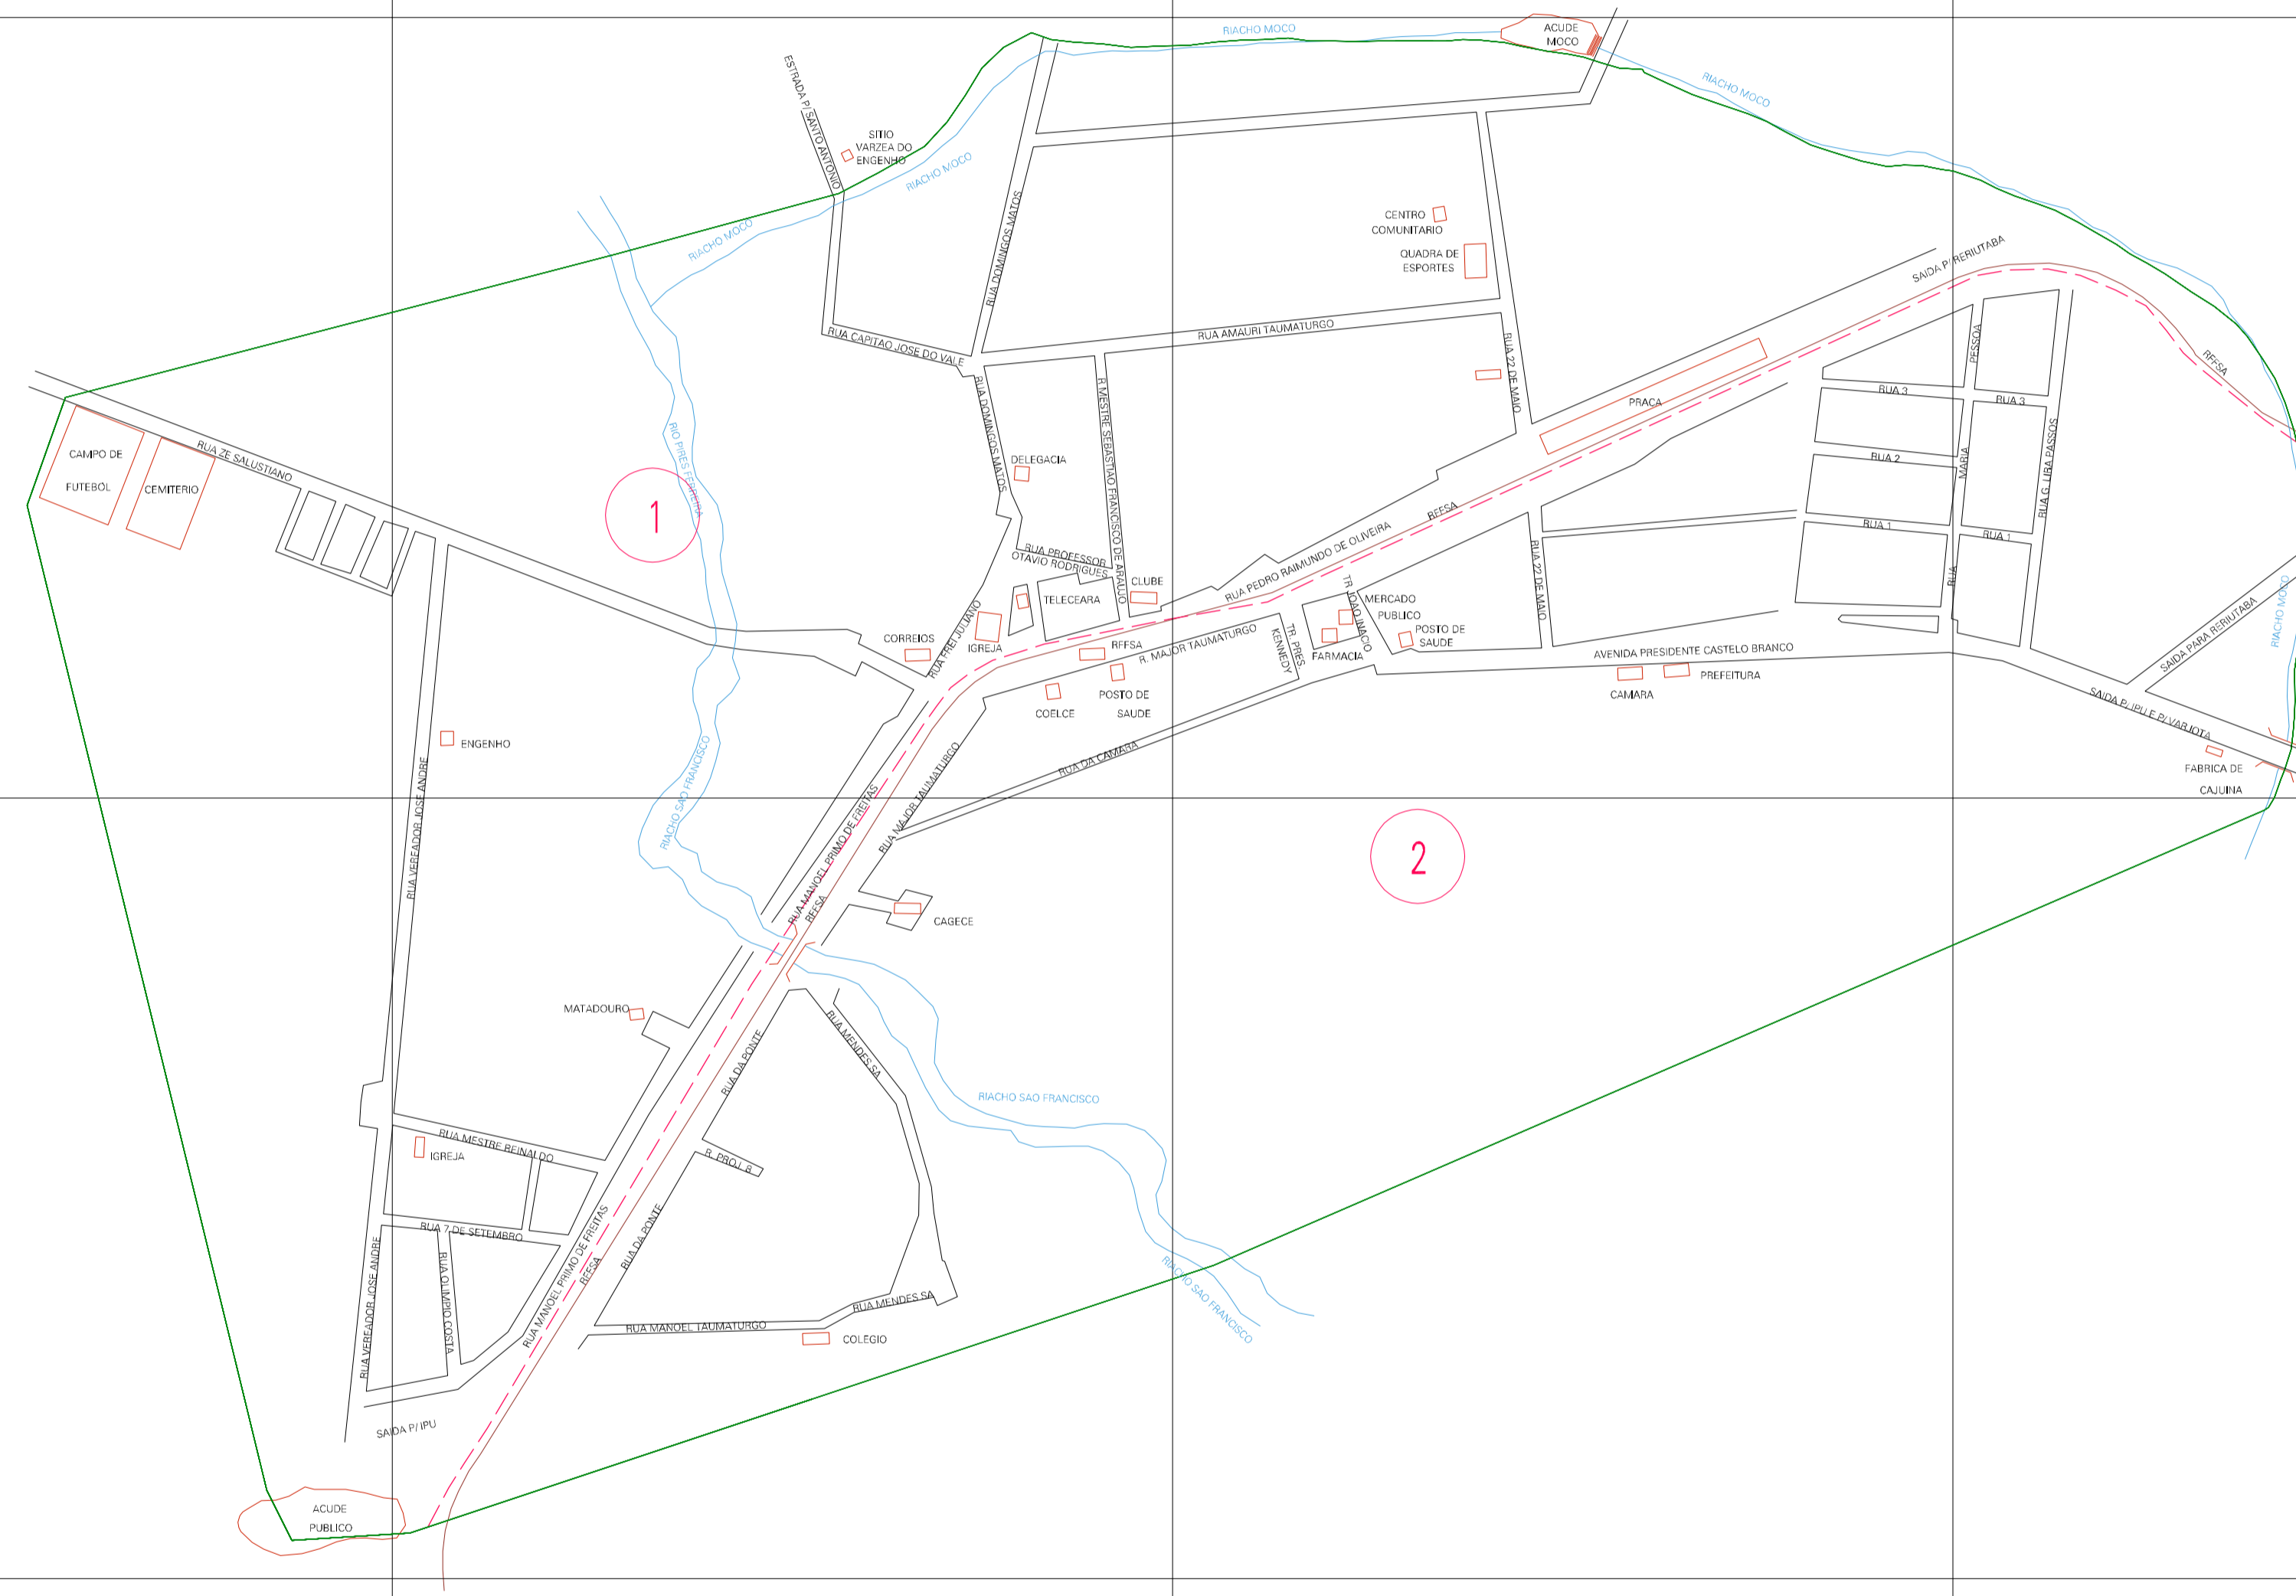 RIACHO MOCO
ACUDE
MOCO
RIACHO MOCO
ESTRADA P/ SANTO ANTONIO
SITIO
VARZEA DO
ENGENHO
RIACHO MOCO
RIACHO MOCO
RUA DOMINGOS MATOS
CENTRO
COMUNITARIO
QUADRA DE
ESPORTES
SAIDA P/ RERIUTABA
RUA CAPITAO JOSE DO VALE
RUA AMAURI TAUMATURGO
RUA 22 DE MAIO
PESSOA
RFFSA
RUA DOMINGOS MATOS
R.MESTRE SEBASTIAO FRANCISCO DE ARAUJO
PRACA
RUA 3
RUA 3
RUA ZE SALUSTIANO
CAMPO DE
FUTEBOL
CEMITERIO
RIO PIRES FERREIRA
1
DELEGACIA
RUA 2
MARIA
RUA G. LIRA PASSOS
RFFSA
RUA 1
RUA 1
RUA PROFESSOR
OTAVIO RODRIGUES
RUA PEDRO RAIMUNDO DE OLIVEIRA
RUA 22 DE MAIO
RUA
CLUBE
TELECEARA
TR. JOAO INACIO
MERCADO
PUBLICO
POSTO DE
SAUDE
RIACHO MOCO
CORREIOS
RUA FREI JULIANO
IGREJA
RFFSA
R. MAJOR TAUMATURGO
TR. PRES.
KENNEDY
FARMACIA
AVENIDA PRESIDENTE CASTELO BRANCO
SAIDA PARA RERIUTABA
COELCE
POSTO DE
SAUDE
CAMARA
PREFEITURA
SAIDA P/ IPU E P/ VARJOTA
ENGENHO
RUA DA CAMARA
FABRICA DE
CAJUINA
RUA VEREADOR JOSE ANDRE
RIACHO SAO FRANCISCO
RUA MAJOR TAUMATURGO
RUA MANOEL PRIMO DE FREITAS
RFFSA
2
CAGECE
MATADOURO
RUA DA PONTE
RUA MENDES SA
RIACHO SAO FRANCISCO
RUA MESTRE REINALDO
IGREJA
R. PROJ. B
RUA 7 DE SETEMBRO
RUA DA PONTE
RUA VEREADOR JOSE ANDRE
RUA OLIMPIO COSTA
RUA MANOEL PRIMO DE FREITAS
RFFSA
RIACHO SAO FRANCISCO
RUA MENDES SA
RUA MANOEL TAUMATURGO
COLEGIO
SAIDA P/ IPU
ACUDE
PUBLICO